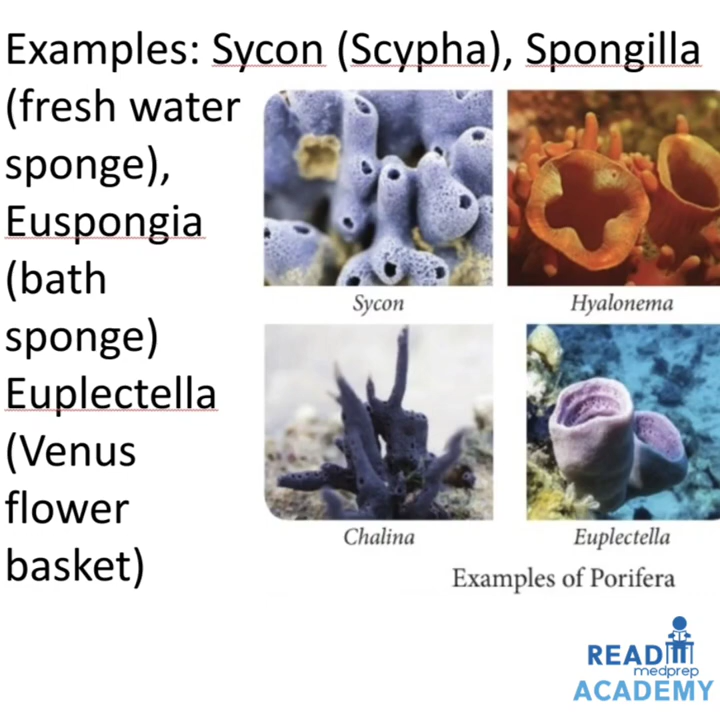 Examples: Sycon (Scypha), Spongilla
(fresh water
sponge),
Euspongia
(bath
sponge)
Euplectella
(Venus
flower
basket)
Sycon
Hyalonema
Chalina
Euplectella
Examples of Porifera
READ
medprep
ACADEMY